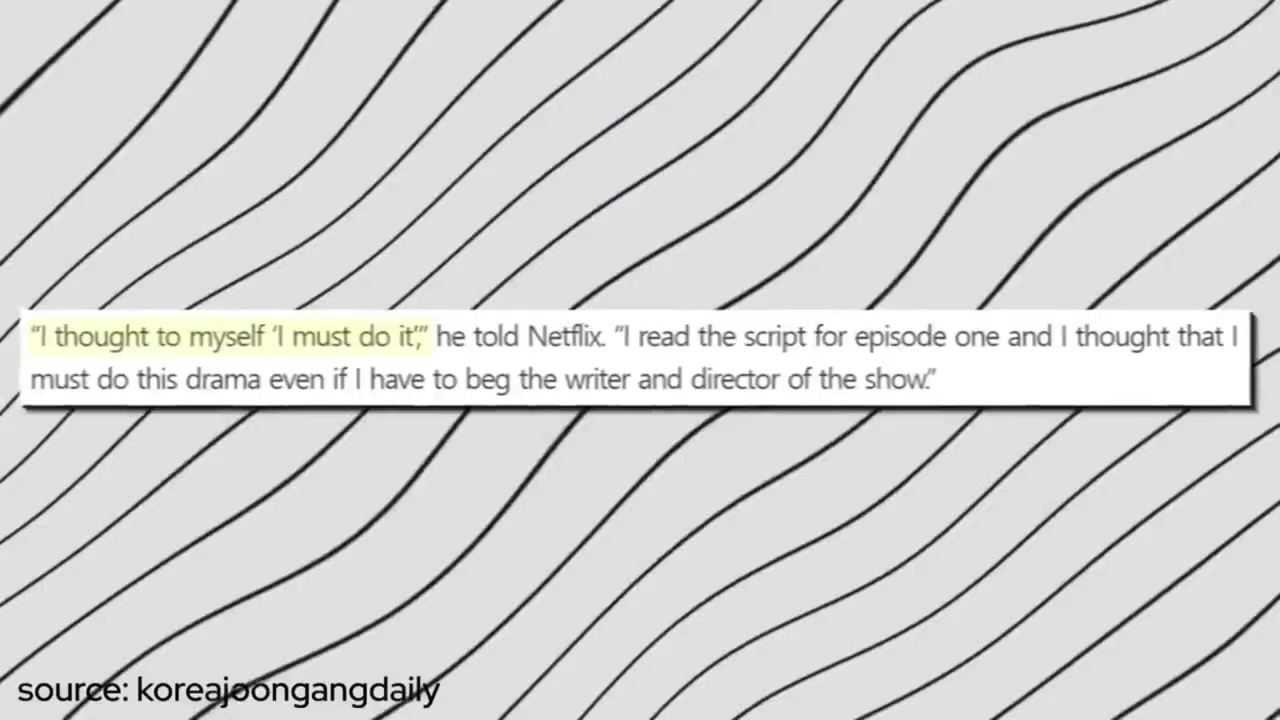 “I thought to myself ‘I must do it’,” he told Netflix. “I read the script for episode one and I thought that I
must do this drama even if I have to beg the writer and director of the show.”
source: koreajoongangdaily